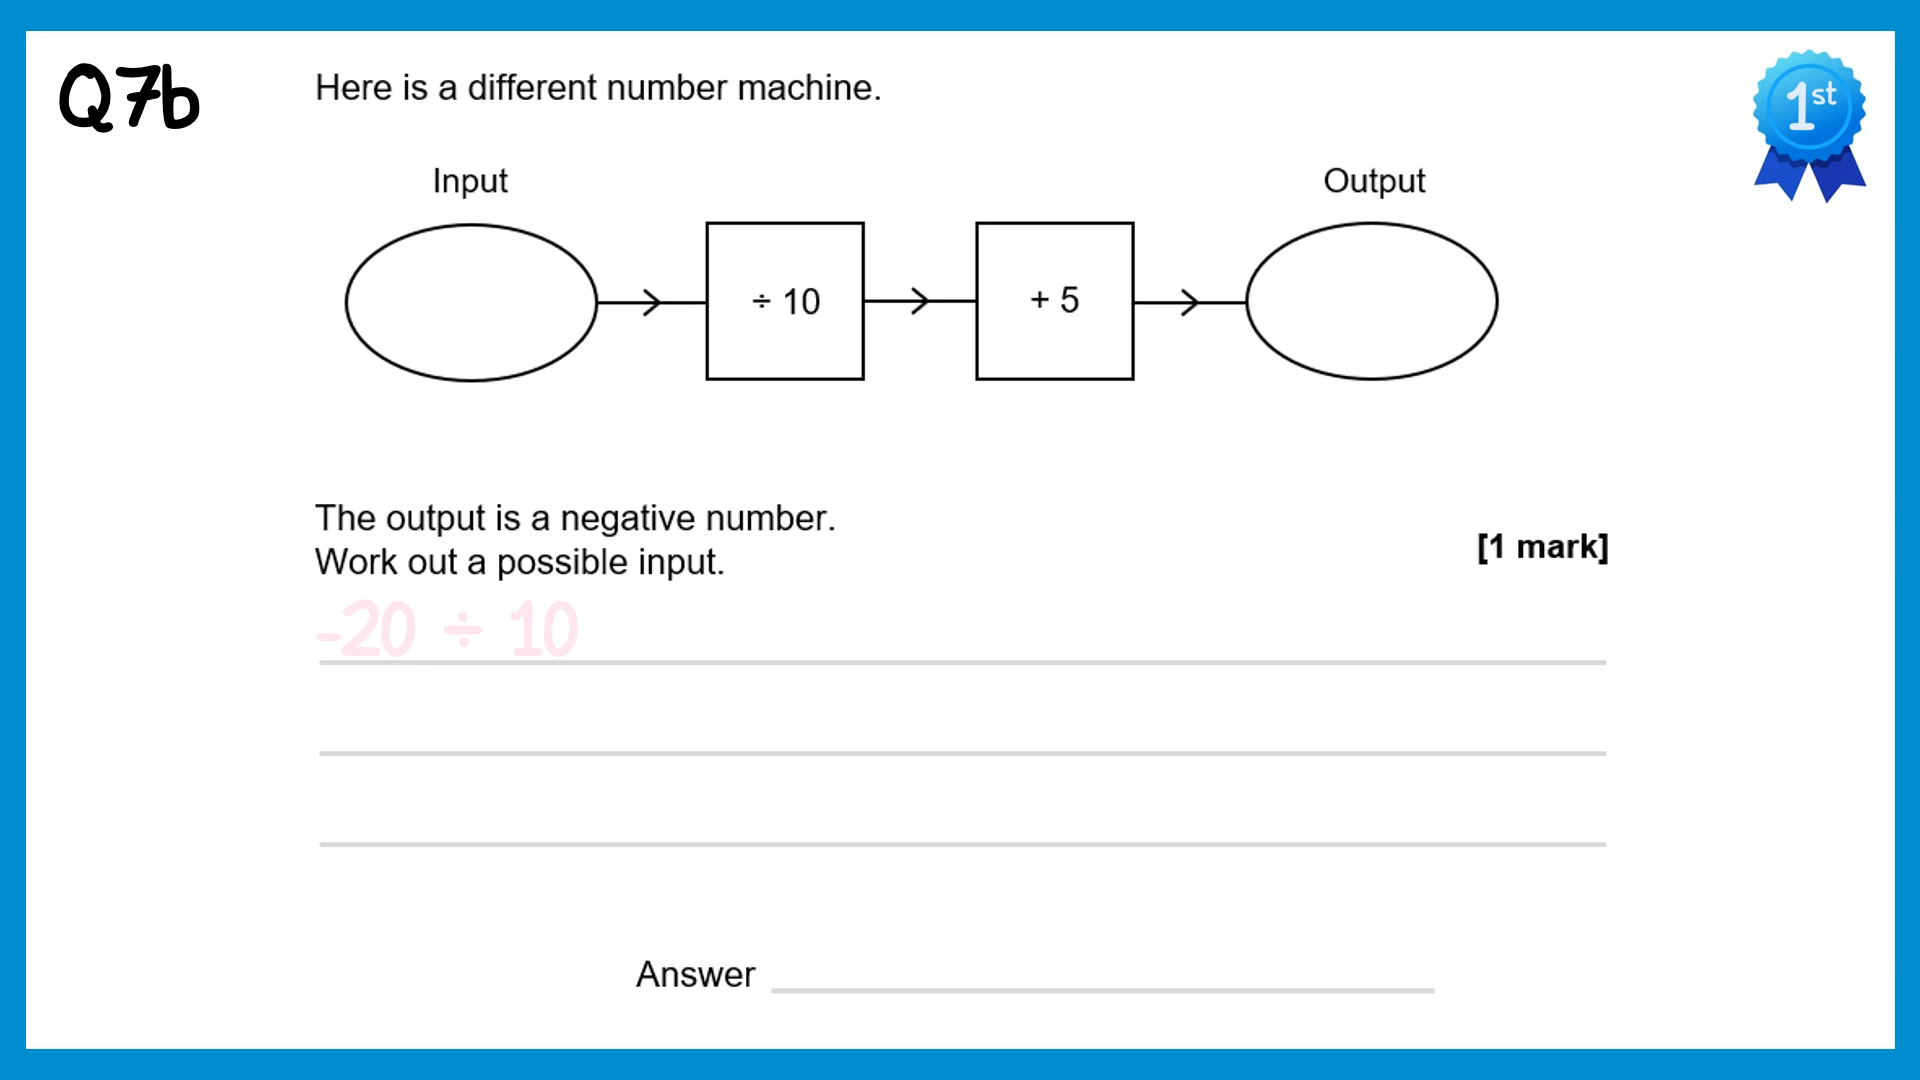 Q7b
Here is a different number machine.
1st
Input
Output
÷ 10
+ 5
The output is a negative number.
Work out a possible input.
[1 mark]
-20 ÷ 10
Answer